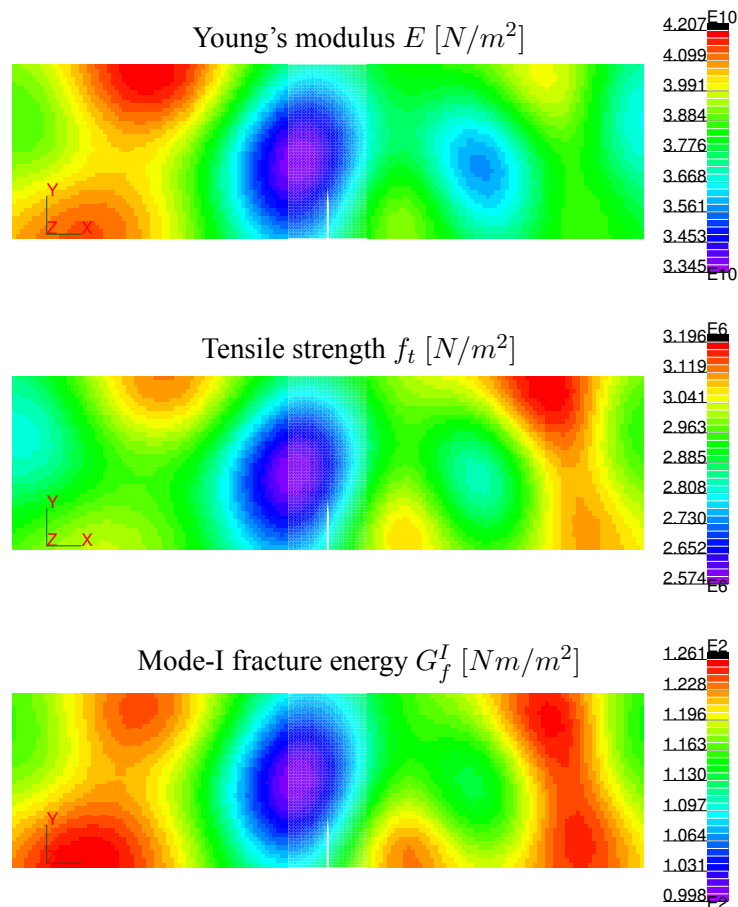 Young's modulus E [N/m²]
E10
4.207
4.099
3.991
3.884
3.776
3.668
3.561
3.453
3.345
E10
Y
Z X
Tensile strength f_t [N/m²]
E6
3.196
3.119
3.041
2.963
2.885
2.808
2.730
2.652
2.574
E6
Y
Z X
Mode-I fracture energy G_f^I [Nm/m²]
E2
1.261
1.228
1.196
1.163
1.130
1.097
1.064
1.031
0.998
E2
Y
Z X